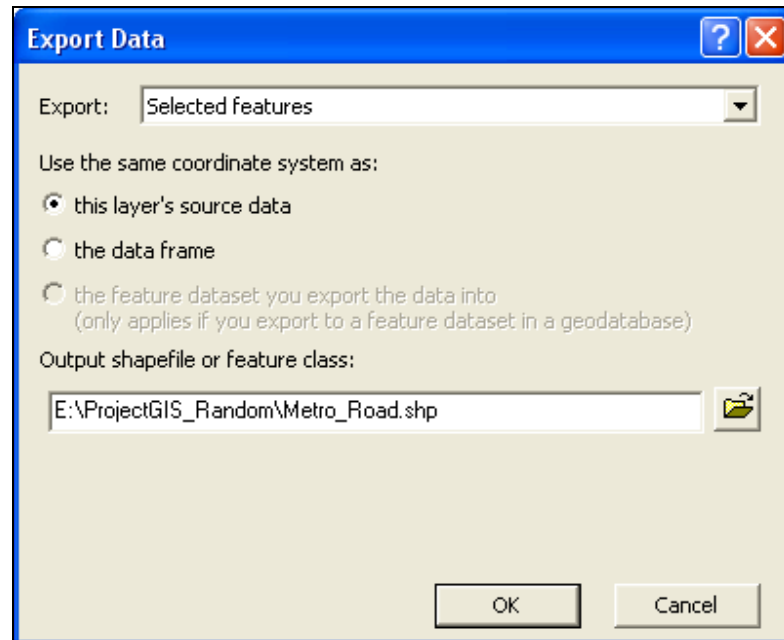 Export Data
Export: Selected features
Use the same coordinate system as:
this layer's source data
the data frame
the feature dataset you export the data into
(only applies if you export to a feature dataset in a geodatabase)
Output shapefile or feature class:
E:\ProjectGIS_Random\Metro_Road.shp
OK Cancel